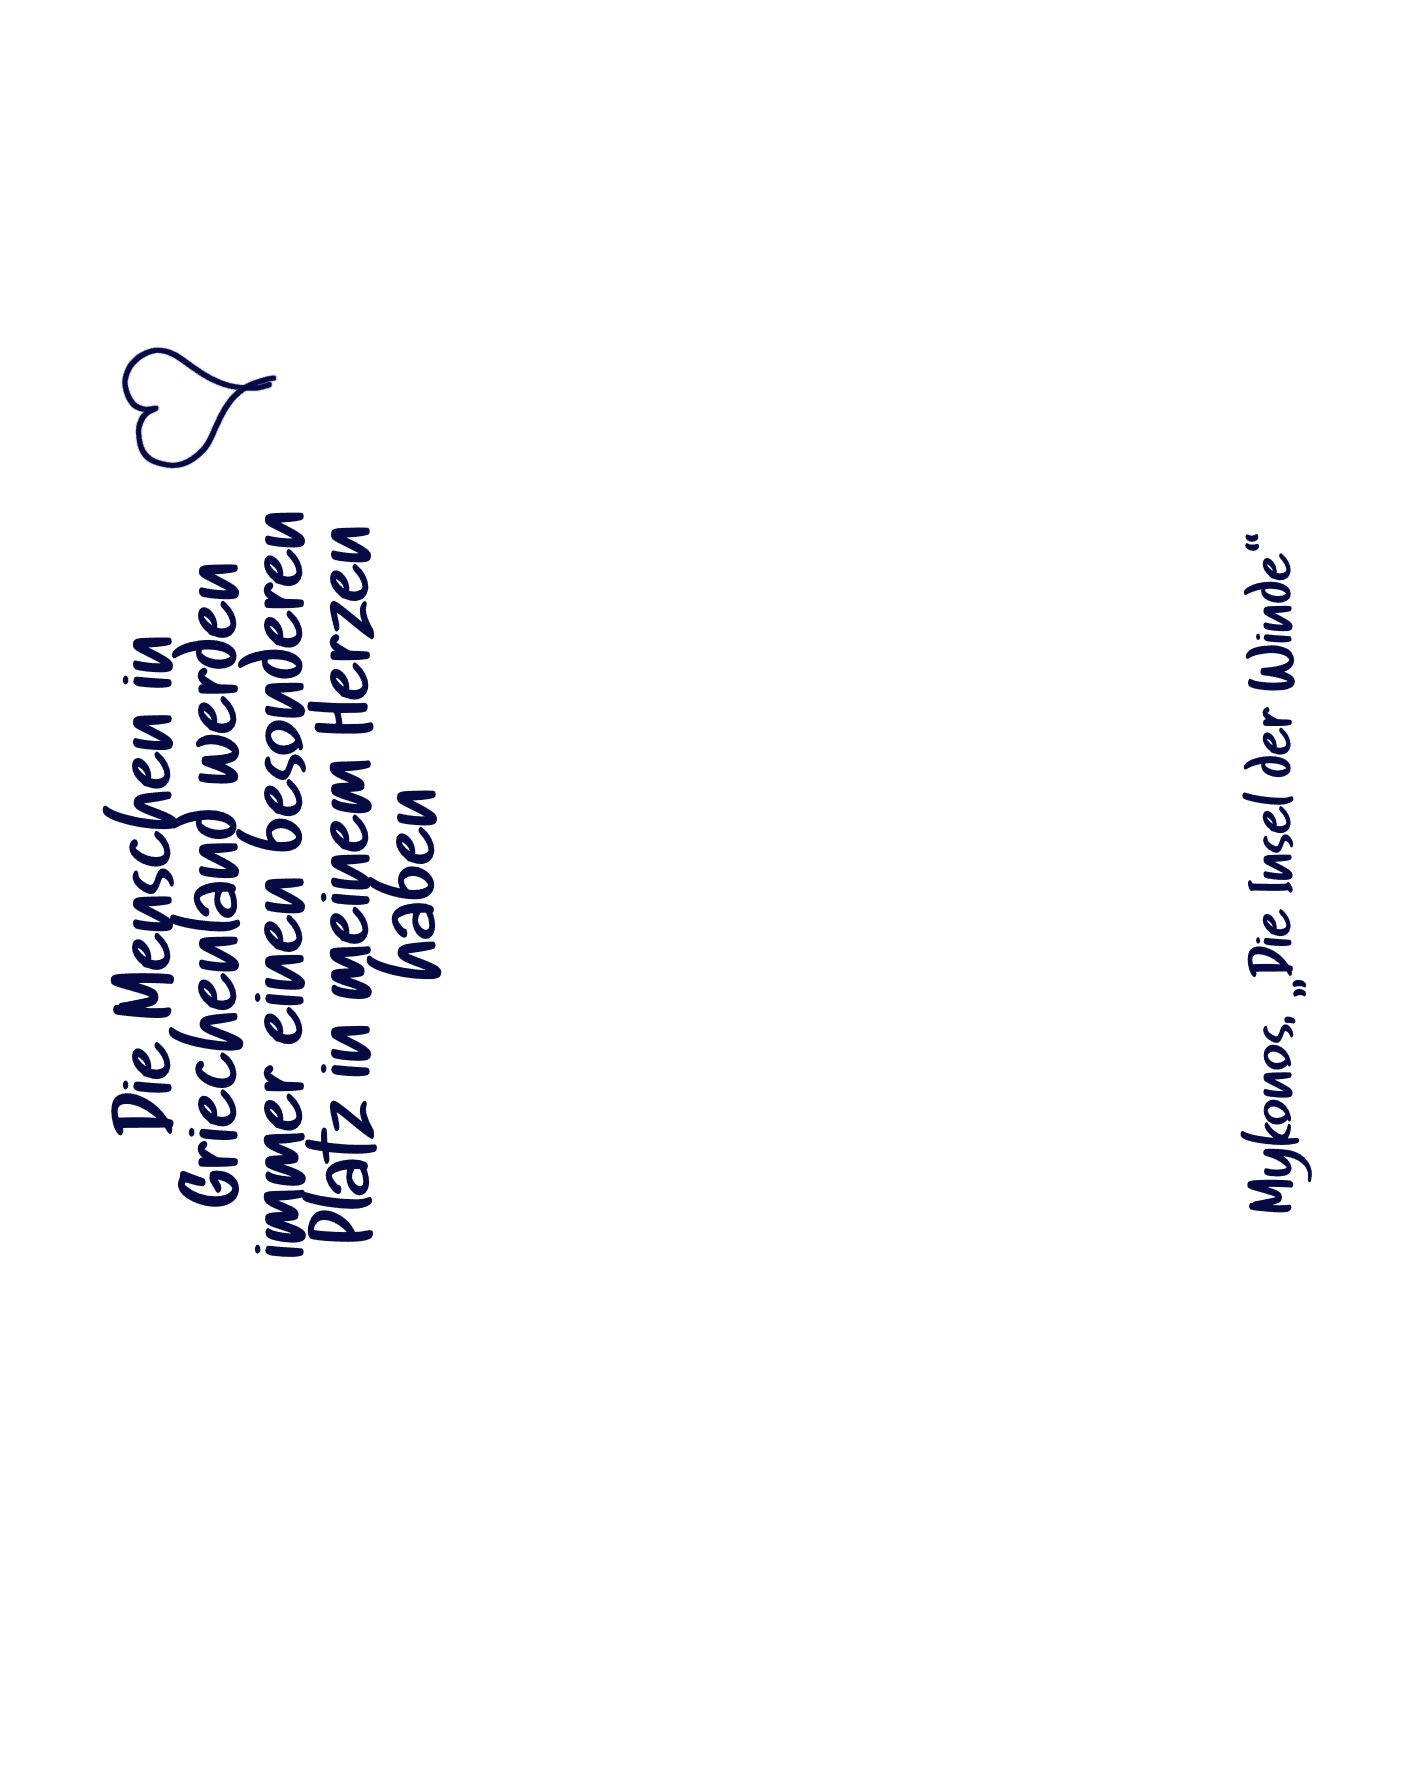 Die Menschen in
Griechenland werden
immer einen besonderen
Platz in meinem Herzen
haben
Mykonos, „Die Insel der Winde“